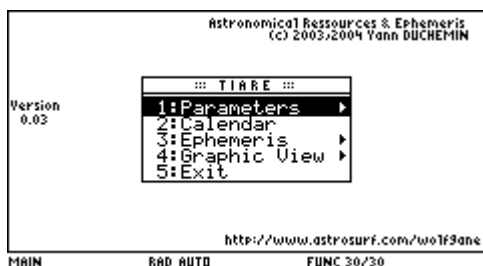 Astronomical Ressources & Ephemeris
(c) 2003,2004 Yann DUCHEMIN
::: TIARE :::
Version
0.03
1:Parameters ▶
2:Calendar
3:Ephemeris ▶
4:Graphic View ▶
5:Exit
http://www.astrosurf.com/wolf9ane
MAIN RAD AUTO FUNC 30/30